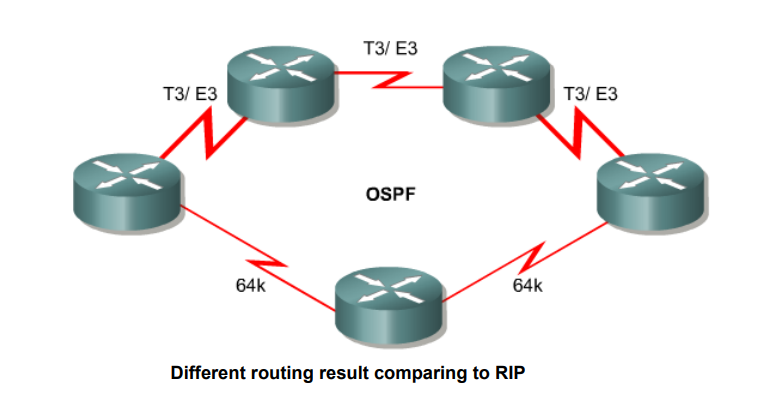 T3/ E3
T3/ E3
T3/ E3
OSPF
64k
64k
Different routing result comparing to RIP